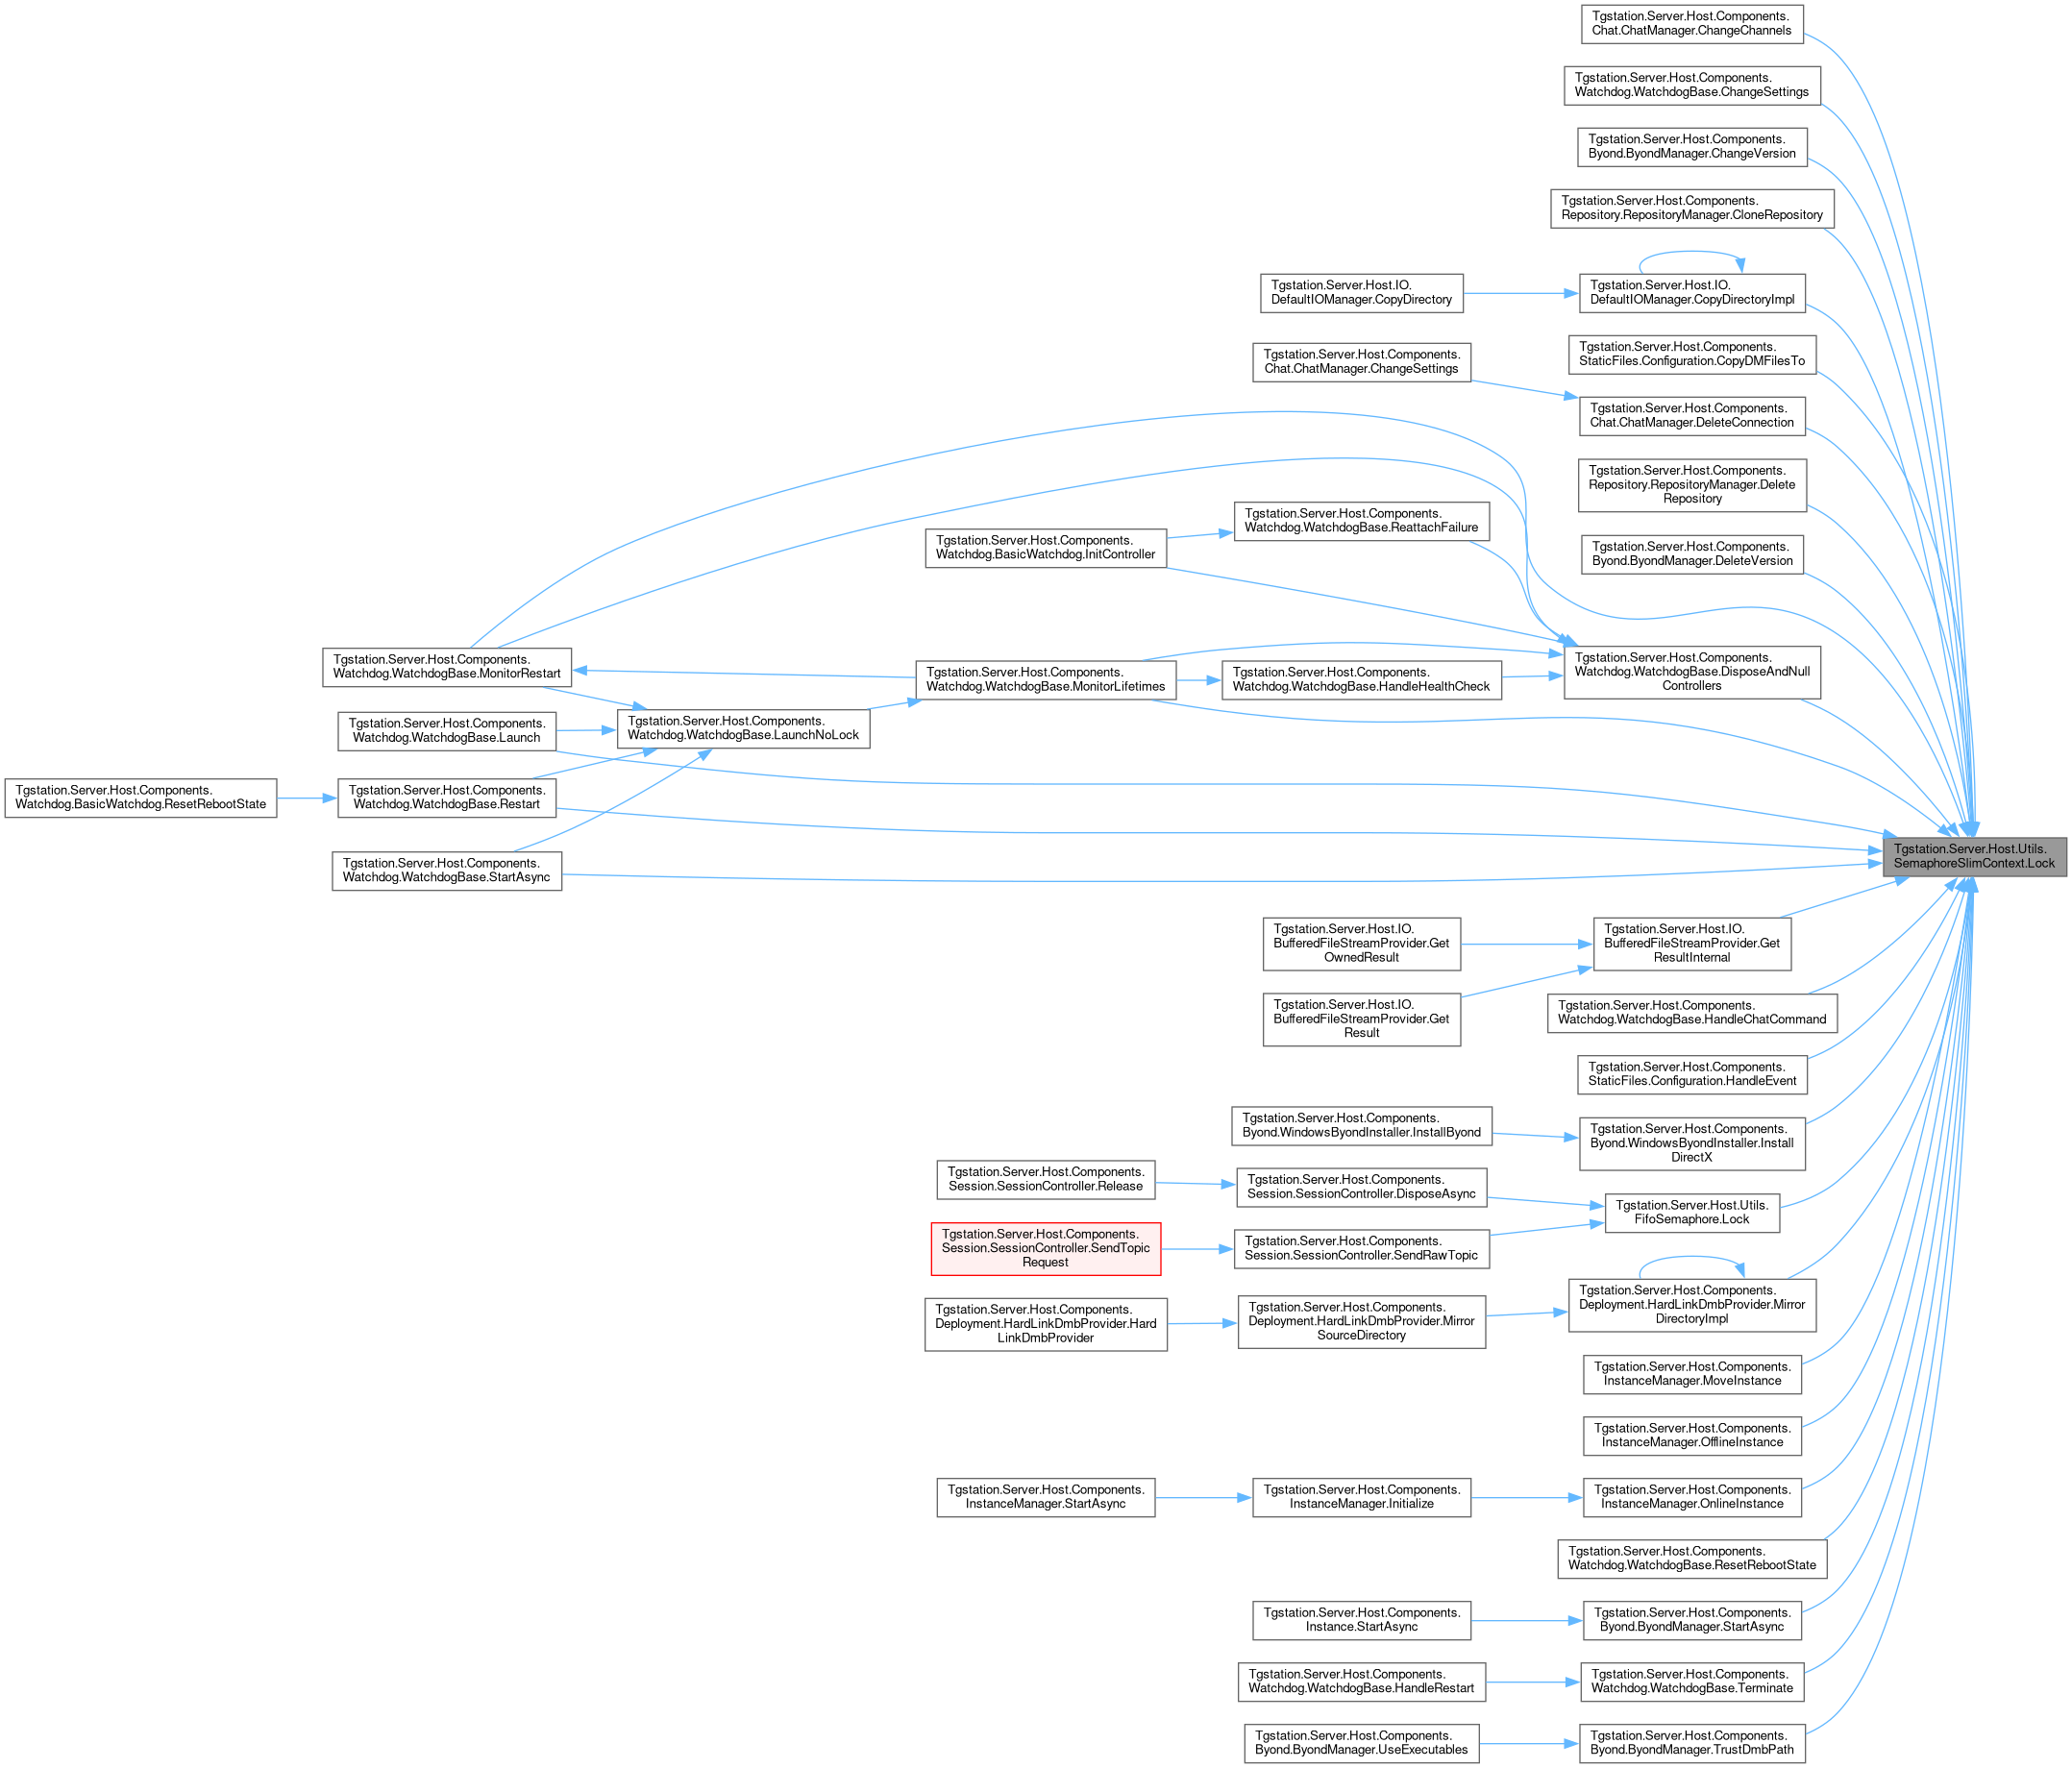 Tgstation.Server.Host.Components.
Chat.ChatManager.ChangeChannels
Tgstation.Server.Host.Components.
Watchdog.WatchdogBase.ChangeSettings
Tgstation.Server.Host.Components.
Byond.ByondManager.ChangeVersion
Tgstation.Server.Host.Components.
Repository.RepositoryManager.CloneRepository
Tgstation.Server.Host.IO.
DefaultIOManager.CopyDirectory
Tgstation.Server.Host.IO.
DefaultIOManager.CopyDirectoryImpl
Tgstation.Server.Host.Components.
StaticFiles.Configuration.CopyDMFilesTo
Tgstation.Server.Host.Components.
Chat.ChatManager.ChangeSettings
Tgstation.Server.Host.Components.
Chat.ChatManager.DeleteConnection
Tgstation.Server.Host.Components.
Repository.RepositoryManager.Delete
Repository
Tgstation.Server.Host.Components.
Watchdog.WatchdogBase.ReattachFailure
Tgstation.Server.Host.Components.
Watchdog.BasicWatchdog.InitController
Tgstation.Server.Host.Components.
Byond.ByondManager.DeleteVersion
Tgstation.Server.Host.Components.
Watchdog.WatchdogBase.MonitorRestart
Tgstation.Server.Host.Components.
Watchdog.WatchdogBase.MonitorLifetimes
Tgstation.Server.Host.Components.
Watchdog.WatchdogBase.HandleHealthCheck
Tgstation.Server.Host.Components.
Watchdog.WatchdogBase.DisposeAndNull
Controllers
Tgstation.Server.Host.Components.
Watchdog.WatchdogBase.Launch
Tgstation.Server.Host.Components.
Watchdog.WatchdogBase.LaunchNoLock
Tgstation.Server.Host.Components.
Watchdog.BasicWatchdog.ResetRebootState
Tgstation.Server.Host.Components.
Watchdog.WatchdogBase.Restart
Tgstation.Server.Host.Components.
Watchdog.WatchdogBase.StartAsync
Tgstation.Server.Host.Utils.
SemaphoreSlimContext.Lock
Tgstation.Server.Host.IO.
BufferedFileStreamProvider.Get
OwnedResult
Tgstation.Server.Host.IO.
BufferedFileStreamProvider.Get
ResultInternal
Tgstation.Server.Host.IO.
BufferedFileStreamProvider.Get
Result
Tgstation.Server.Host.Components.
Watchdog.WatchdogBase.HandleChatCommand
Tgstation.Server.Host.Components.
StaticFiles.Configuration.HandleEvent
Tgstation.Server.Host.Components.
Byond.WindowsByondInstaller.InstallByond
Tgstation.Server.Host.Components.
Byond.WindowsByondInstaller.Install
DirectX
Tgstation.Server.Host.Components.
Session.SessionController.Release
Tgstation.Server.Host.Components.
Session.SessionController.DisposeAsync
Tgstation.Server.Host.Utils.
FifoSemaphore.Lock
Tgstation.Server.Host.Components.
Session.SessionController.SendTopic
Request
Tgstation.Server.Host.Components.
Session.SessionController.SendRawTopic
Tgstation.Server.Host.Components.
Deployment.HardLinkDmbProvider.Hard
LinkDmbProvider
Tgstation.Server.Host.Components.
Deployment.HardLinkDmbProvider.Mirror
SourceDirectory
Tgstation.Server.Host.Components.
Deployment.HardLinkDmbProvider.Mirror
DirectoryImpl
Tgstation.Server.Host.Components.
InstanceManager.MoveInstance
Tgstation.Server.Host.Components.
InstanceManager.OfflineInstance
Tgstation.Server.Host.Components.
InstanceManager.StartAsync
Tgstation.Server.Host.Components.
InstanceManager.Initialize
Tgstation.Server.Host.Components.
InstanceManager.OnlineInstance
Tgstation.Server.Host.Components.
Watchdog.WatchdogBase.ResetRebootState
Tgstation.Server.Host.Components.
Instance.StartAsync
Tgstation.Server.Host.Components.
Byond.ByondManager.StartAsync
Tgstation.Server.Host.Components.
Watchdog.WatchdogBase.HandleRestart
Tgstation.Server.Host.Components.
Watchdog.WatchdogBase.Terminate
Tgstation.Server.Host.Components.
Byond.ByondManager.UseExecutables
Tgstation.Server.Host.Components.
Byond.ByondManager.TrustDmbPath